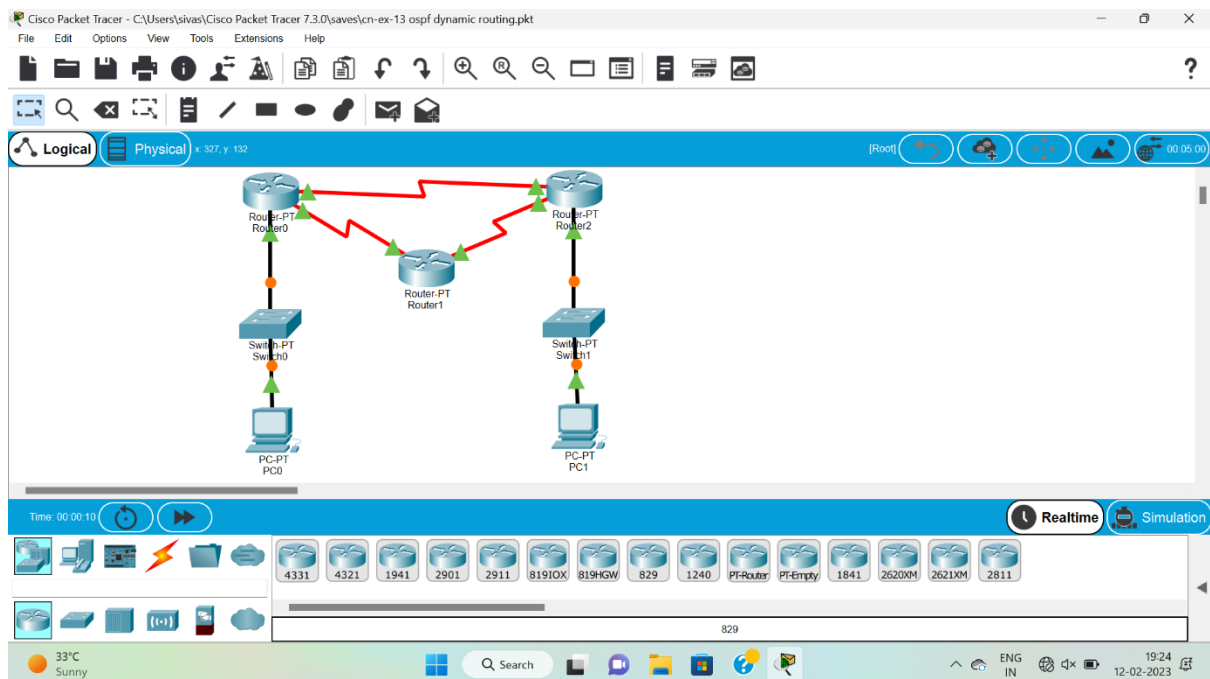 Cisco Packet Tracer - C:\Users\sivas\Cisco Packet Tracer 7.3.0\saves\cn-ex-13 ospf dynamic routing.pkt
File Edit Options View Tools Extensions Help
Logical Physical x: 327, y: 132 [Root] 00:05:00
Router-PT
Router0
Router-PT
Router2
Router-PT
Router1
Switch-PT
Switch0
Switch-PT
Switch1
PC-PT
PC0
PC-PT
PC1
Time: 00:00:10 Realtime Simulation
4331 4321 1941 2901 2911 819IOX 819HGW 829 1240 PT-Router PT-Empty 1841 2620XM 2621XM 2811
829
33°C
Sunny
Search
ENG
IN
19:24
12-02-2023